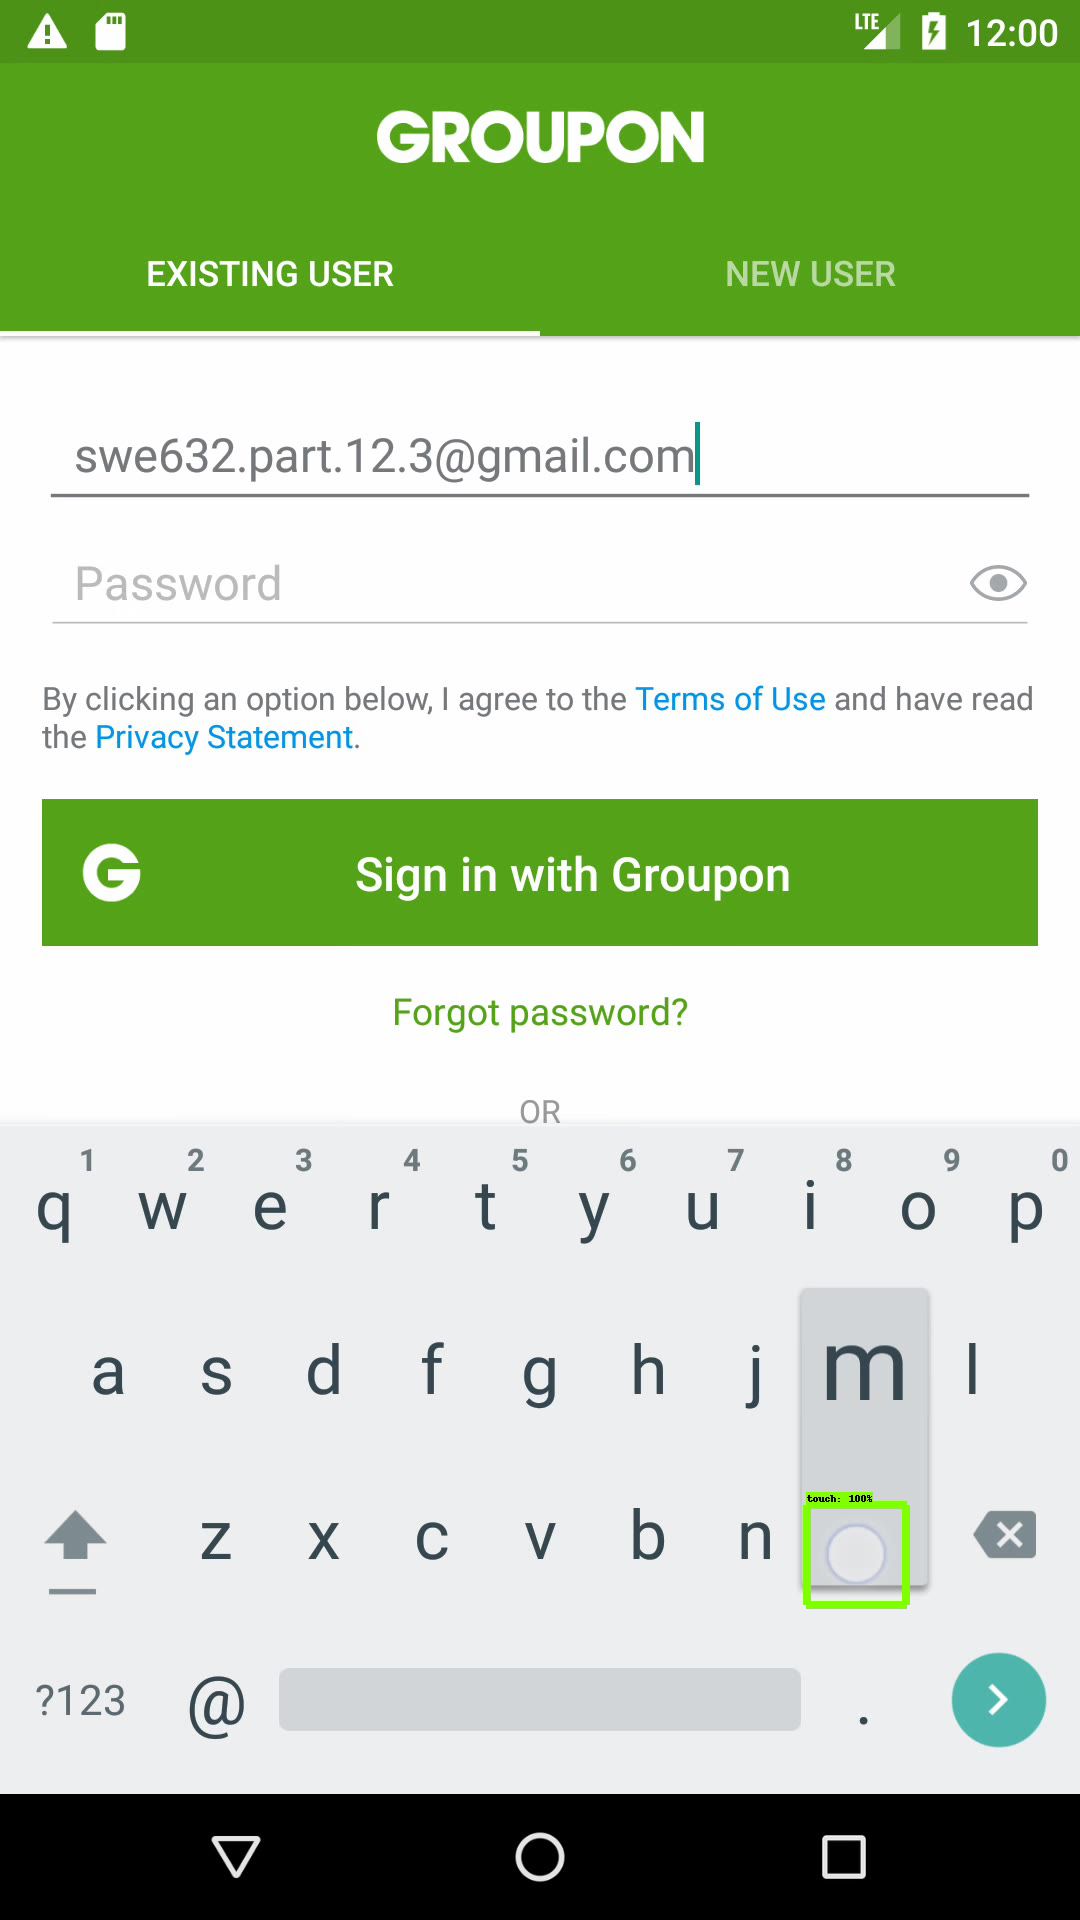 LTE 12:00
GROUPON
EXISTING USER NEW USER
swe632.part.12.3@gmail.com
Password
By clicking an option below, I agree to the Terms of Use and have read
the Privacy Statement.
G Sign in with Groupon
Forgot password?
OR
1 2 3 4 5 6 7 8 9 0
q w e r t y u i o p
a s d f g h j m l
touch: 100%
z x c v b n
?123 @ .